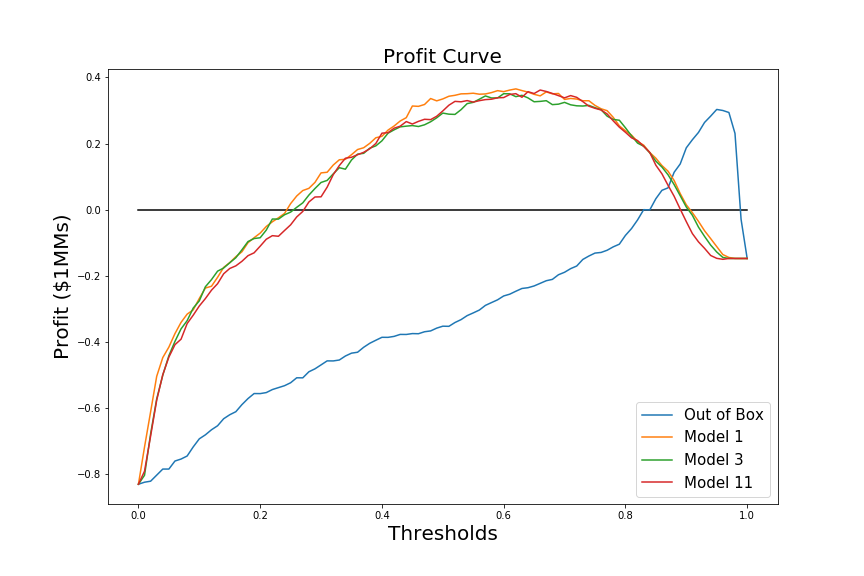 Profit Curve
Profit ($1MMs)
0.4
0.2
0.0
−0.2
−0.4
−0.6
−0.8
0.0 0.2 0.4 0.6 0.8 1.0
Thresholds
Out of Box
Model 1
Model 3
Model 11